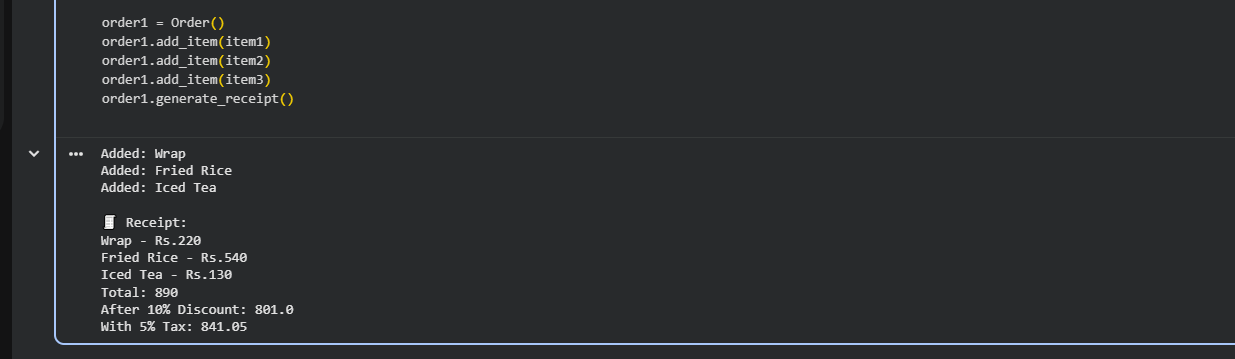 order1 = Order()
order1.add_item(item1)
order1.add_item(item2)
order1.add_item(item3)
order1.generate_receipt()
Added: Wrap
Added: Fried Rice
Added: Iced Tea
🧾 Receipt:
Wrap - Rs.220
Fried Rice - Rs.540
Iced Tea - Rs.130
Total: 890
After 10% Discount: 801.0
With 5% Tax: 841.05